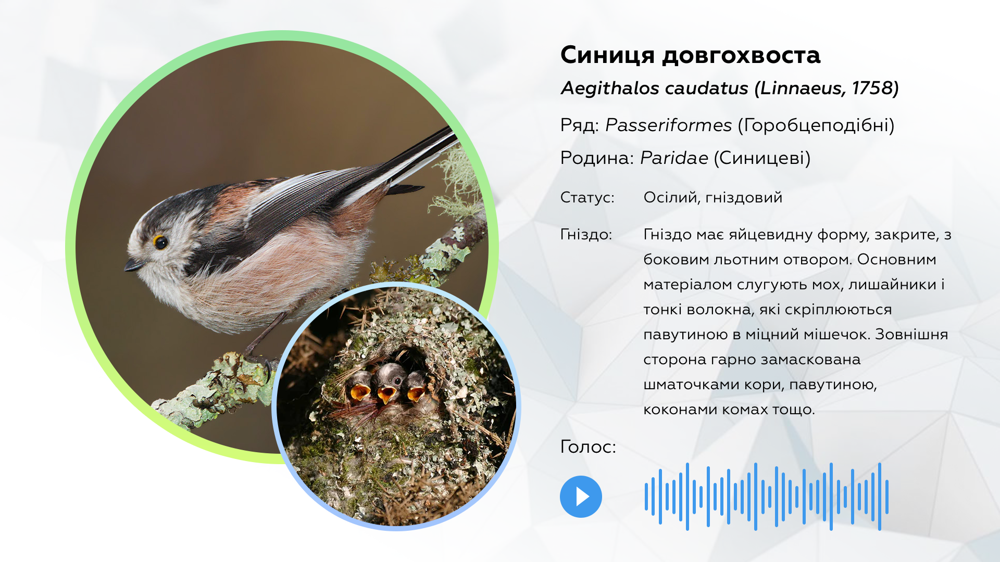 Синиця довгохвоста
Aegithalos caudatus (Linnaeus, 1758)
Ряд: Passeriformes (Горобцеподібні)
Родина: Paridae (Синицеві)
Статус: Осілий, гніздовий
Гніздо: Гніздо має яйцевидну форму, закрите, з
боковим льотним отвором. Основним
матеріалом слугують мох, лишайники і
тонкі волокна, які скріплюються
павутиною в міцний мішечок. Зовнішня
сторона гарно замаскована
шматочками кори, павутиною,
коконами комах тощо.
Голос: